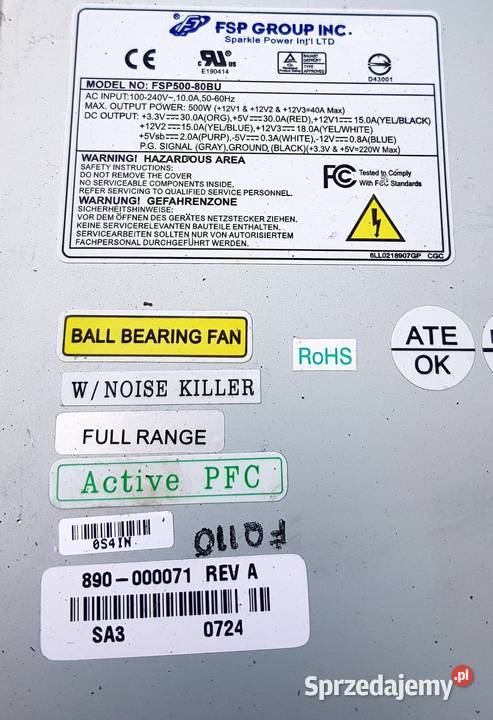 FSP GROUP INC.
Sparkle Power Int'l LTD
CE
E190414
TYPE
APPROVED
D43001
MODEL NO: FSP500-80BU
AC INPUT:100-240V~,10.0A,50-60Hz
MAX. OUTPUT POWER: 500W (+12V1 & +12V2 & +12V3=40A Max)
DC OUTPUT: +3.3V⎓30.0A(ORG),+5V⎓30.0A(RED),+12V1⎓15.0A(YEL/BLACK)
+12V2⎓15.0A(YEL/BLUE),+12V3⎓18.0A(YEL/WHITE)
+5Vsb⎓2.0A(PURPLE),-5V⎓0.3A(WHITE),-12V⎓0.8A(BLUE)
P.G. SIGNAL (GRAY),GROUND,(BLACK)(+3.3V & +5V=220W Max)
WARNING! HAZARDOUS AREA
SAFETY INSTRUCTIONS:
DO NOT REMOVE THE COVER
NO SERVICEABLE COMPONENTS INSIDE.
REFER SERVICING TO QUALIFIED SERVICE PERSONNEL.
WARNUNG! GEFAHRENZONE
SICHERHEITSHINWEISE:
VOR DEM ÖFFNEN DES GERÄTES NETZSTECKER ZIEHEN.
KEINE SERVICERELEVANTEN BAUTEILE ENTHALTEN.
SERVICEARBEITEN SOLLTEN NUR VON AUTORISIERTEM
FACHPERSONAL DURCHGEFÜHRT WERDEN.
FC Tested to Comply
With FCC Standards
6LL0218907GP CGC
BALL BEARING FAN
RoHS
ATE
OK
W/NOISE KILLER
FULL RANGE
Active PFC
0S4IN
FQ110
890-000071 REV A
SA3 0724
Sprzedajemy.pl